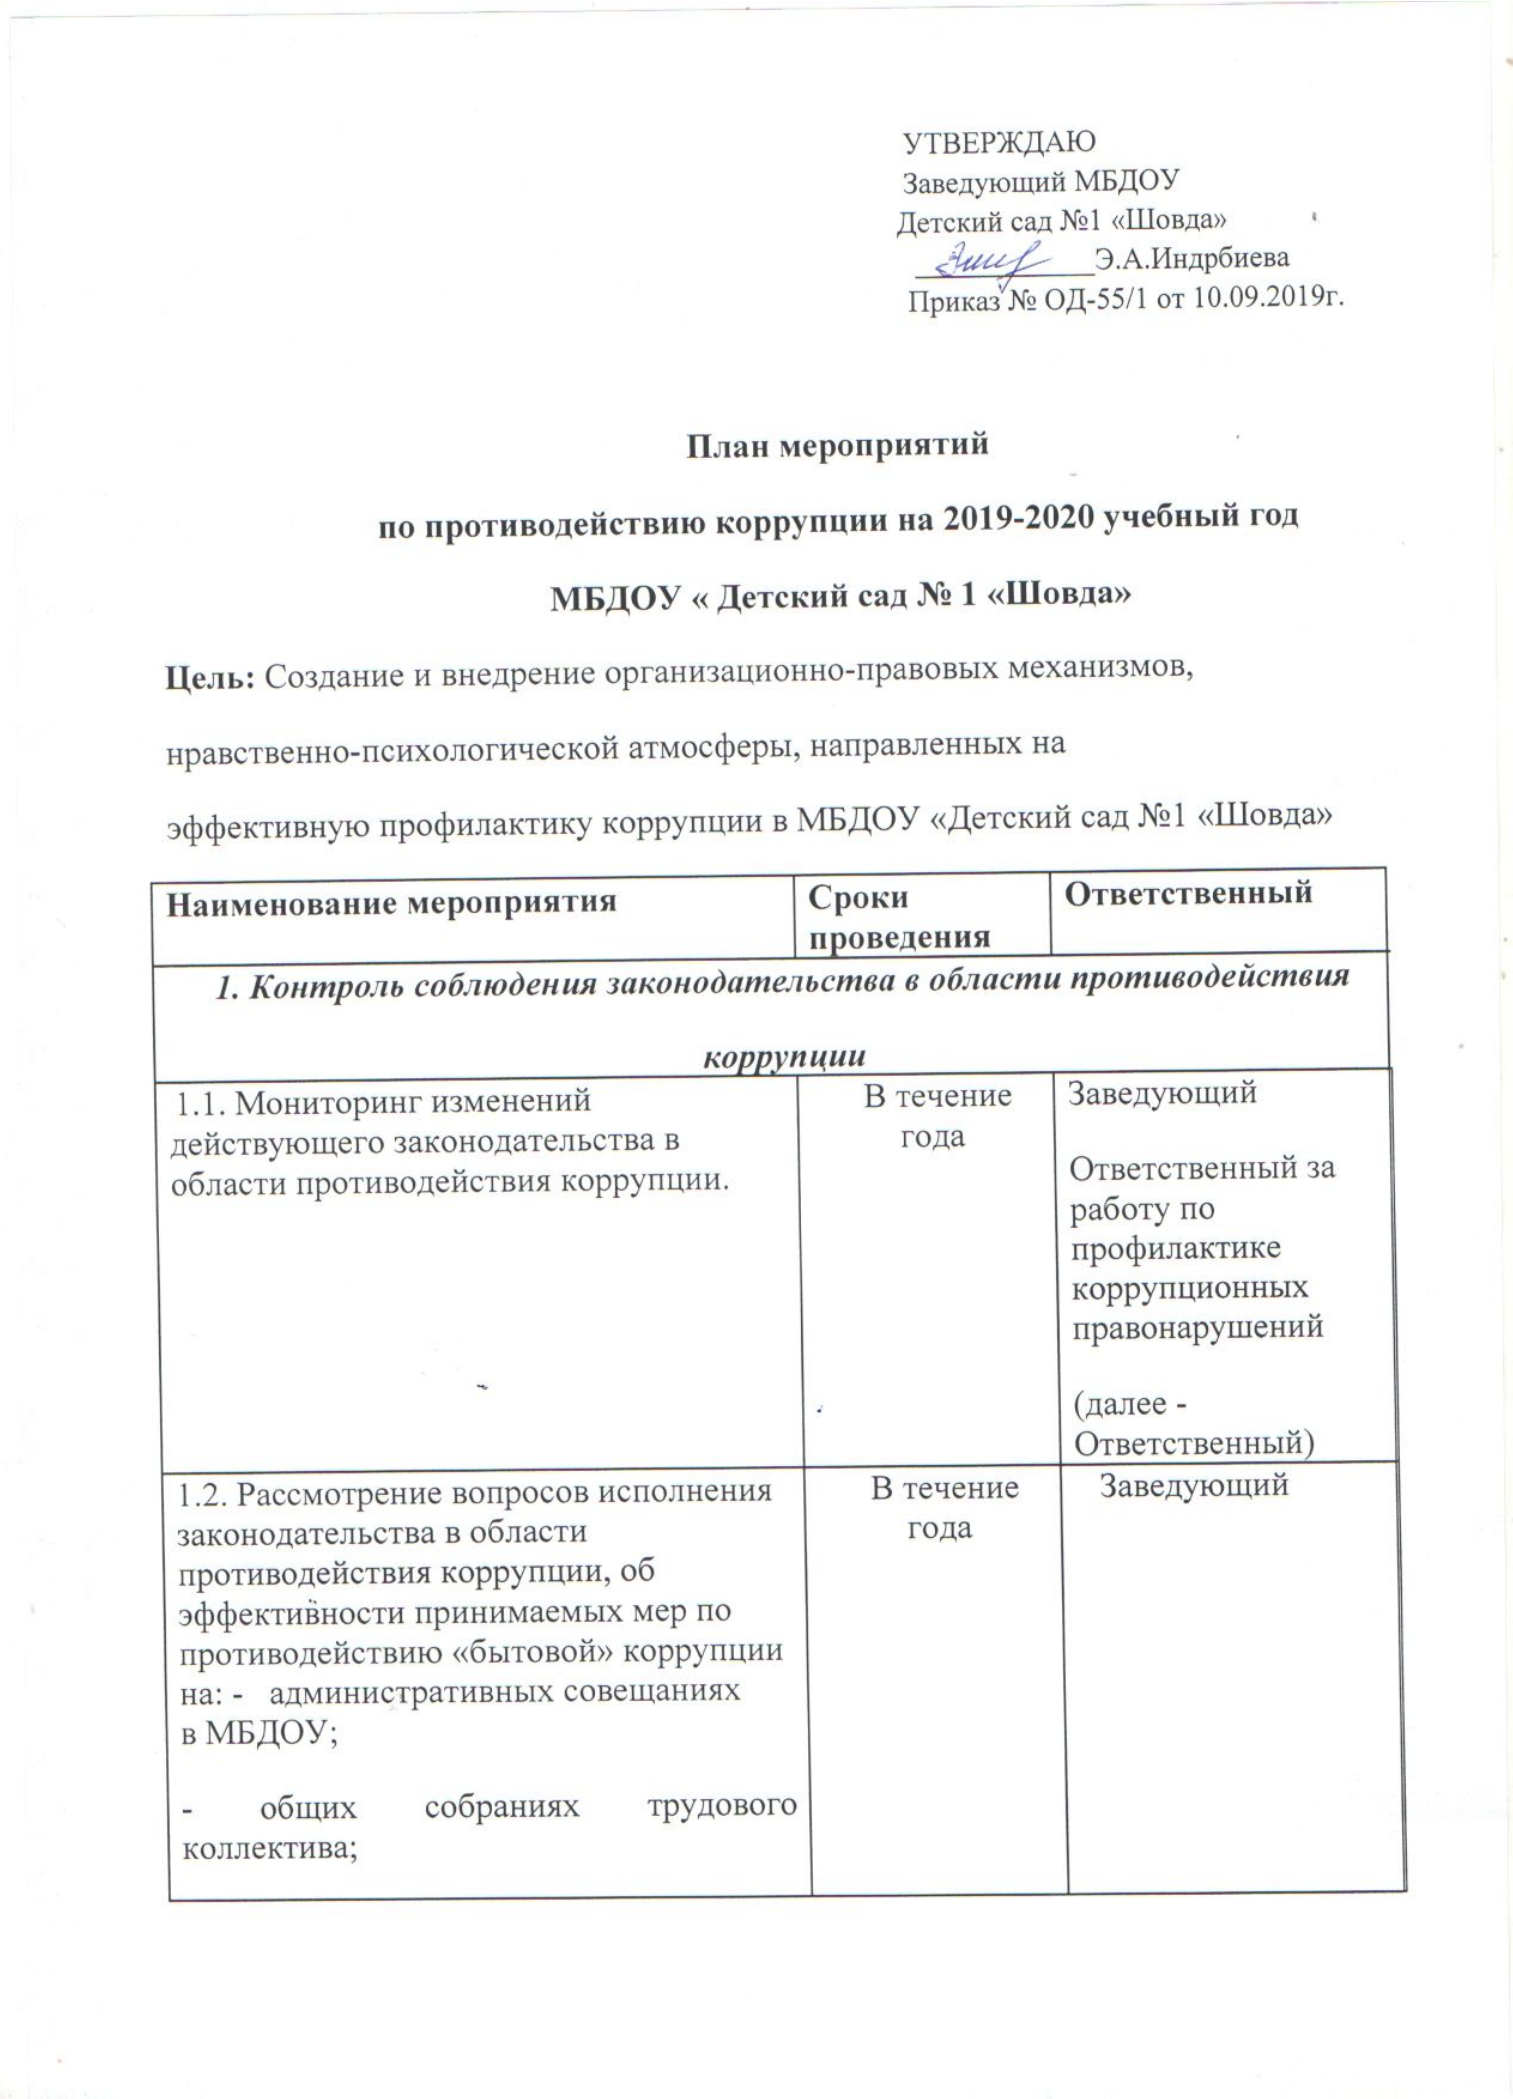 УТВЕРЖДАЮ
Заведующий МБДОУ
Детский сад №1 «Шовда»
Э.А.Индрбиева
Приказ № ОД-55/1 от 10.09.2019г.
План мероприятий
по противодействию коррупции на 2019-2020 учебный год
МБДОУ « Детский сад № 1 «Шовда»
Цель: Создание и внедрение организационно-правовых механизмов,
нравственно-психологической атмосферы, направленных на
эффективную профилактику коррупции в МБДОУ «Детский сад №1 «Шовда»
Наименование мероприятия
Сроки
проведения
Ответственный
1. Контроль соблюдения законодательства в области противодействия
коррупции
1.1. Мониторинг изменений
действующего законодательства в
области противодействия коррупции.
В течение
года
Заведующий
Ответственный за
работу по
профилактике
коррупционных
правонарушений
(далее -
Ответственный)
1.2. Рассмотрение вопросов исполнения
законодательства в области
противодействия коррупции, об
эффективности принимаемых мер по
противодействию «бытовой» коррупции
на: - административных совещаниях
в МБДОУ;
- общих собраниях трудового
коллектива;
В течение
года
Заведующий